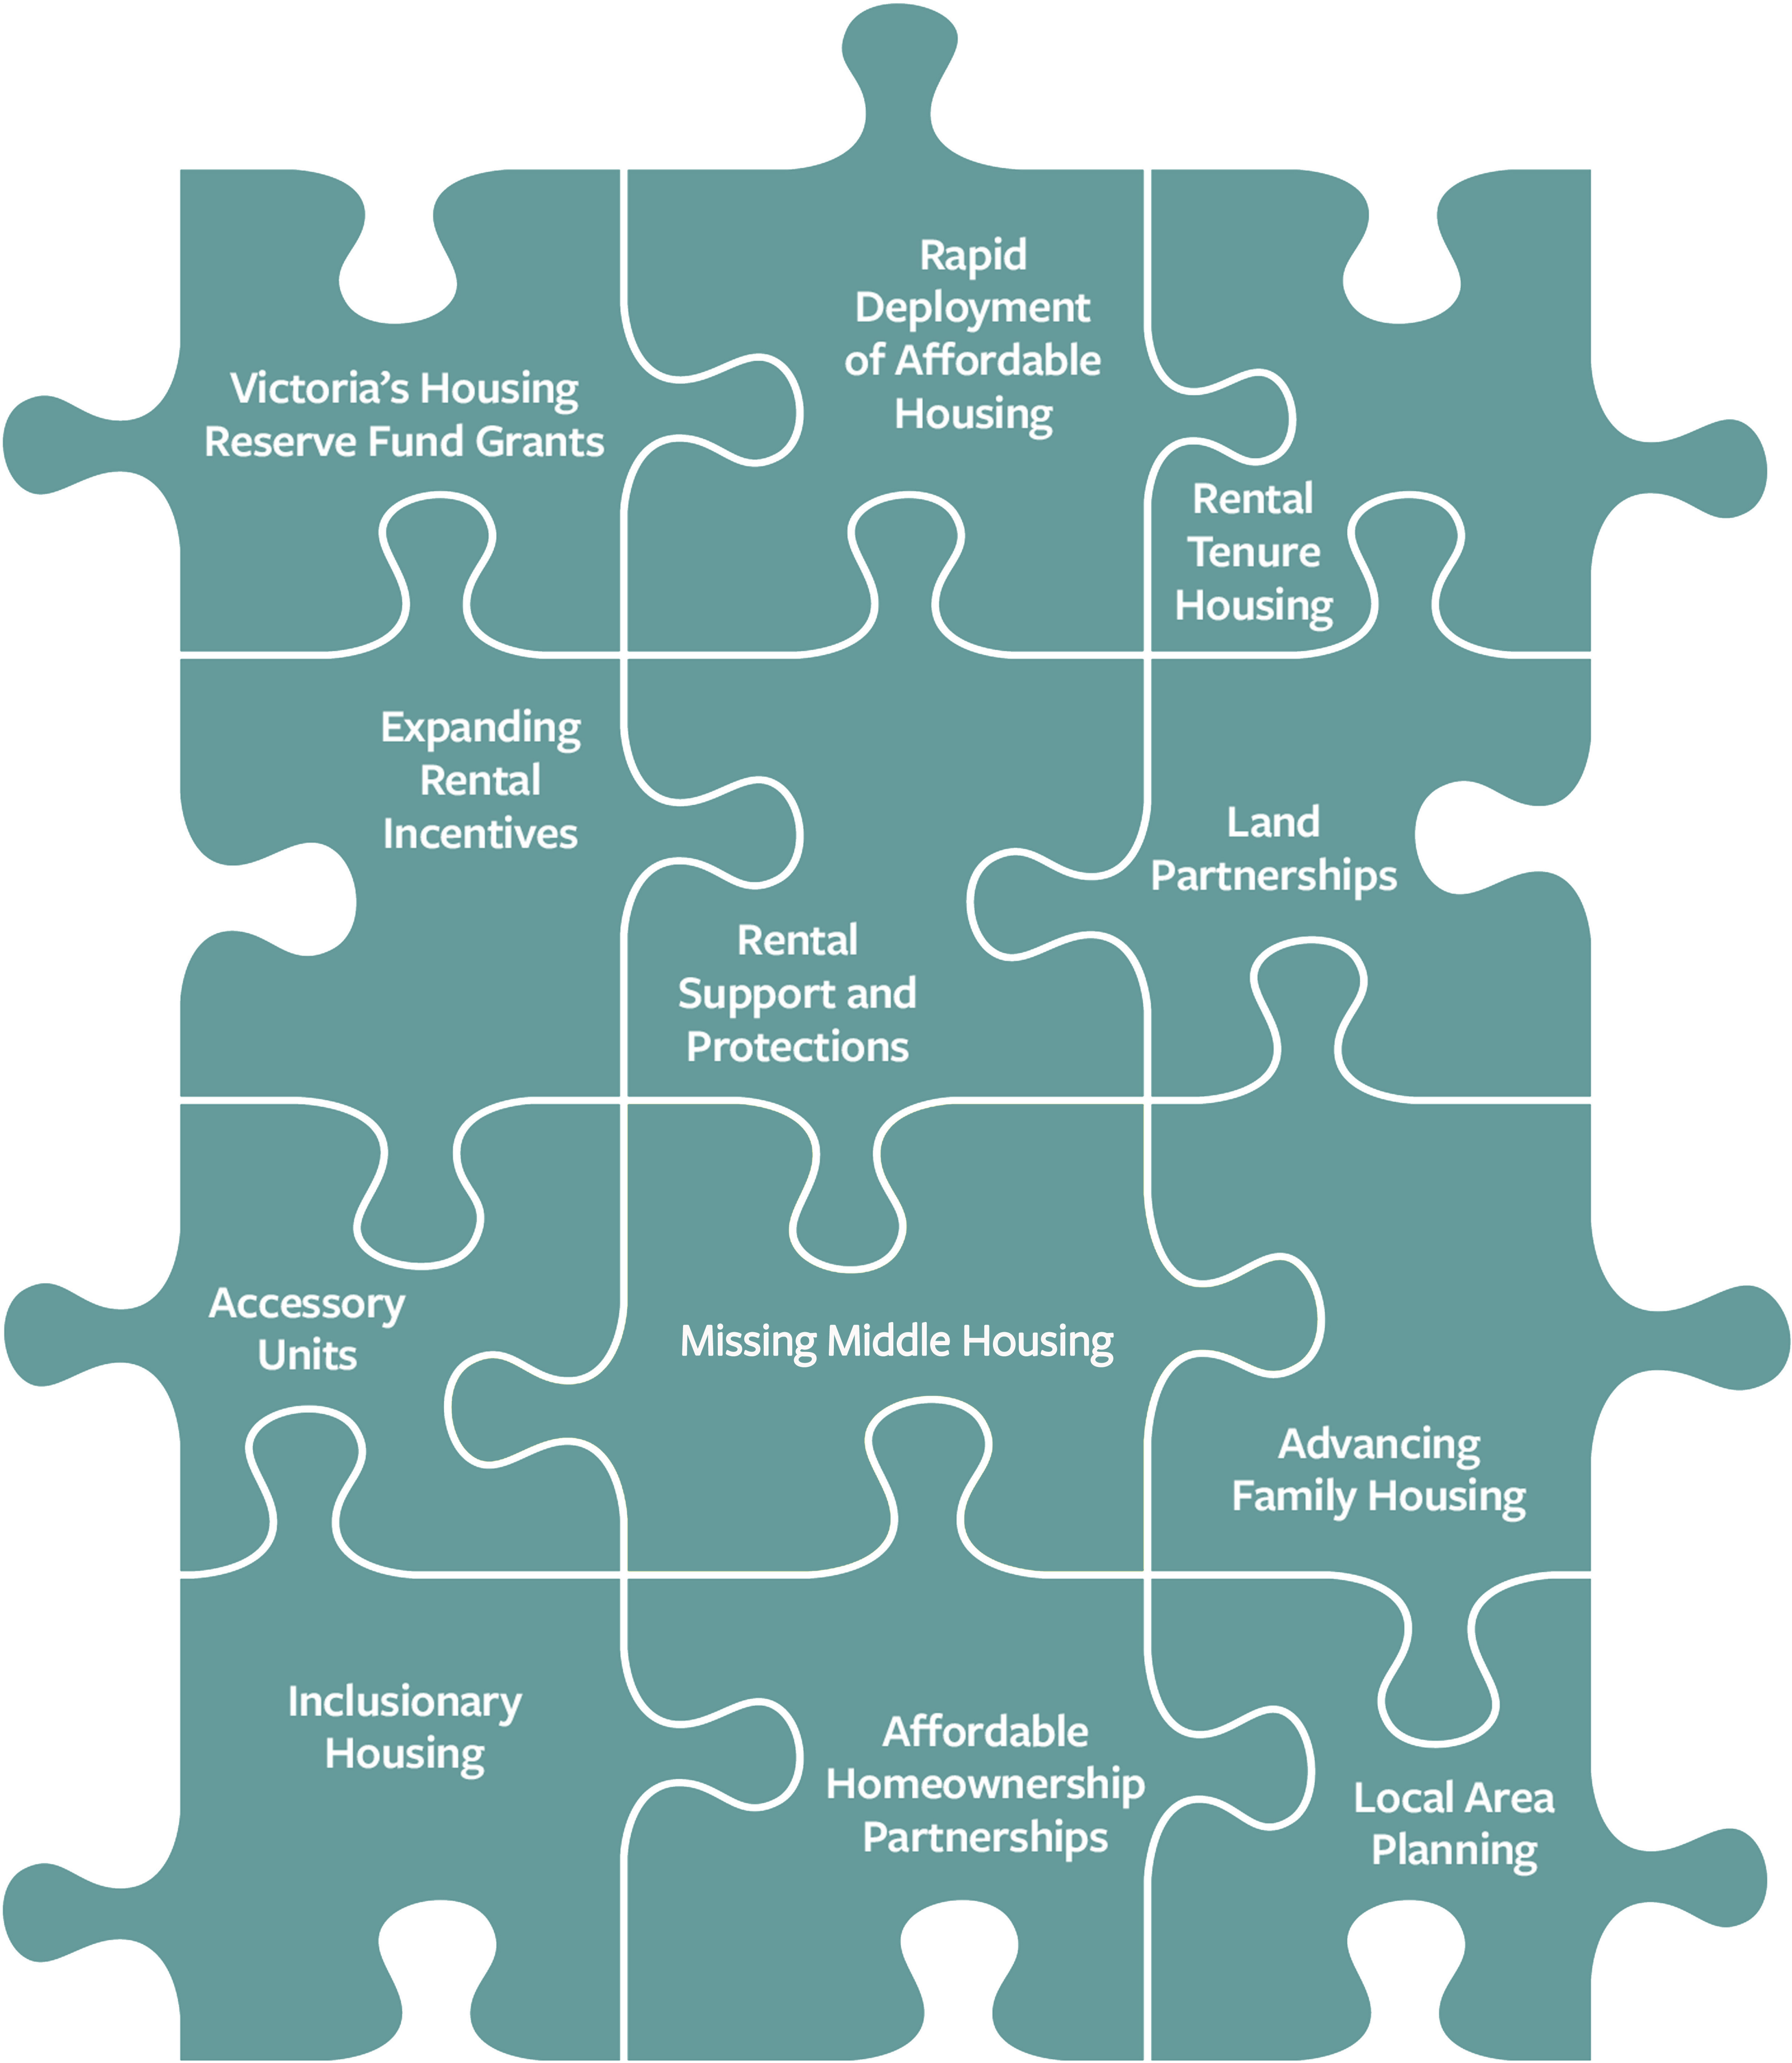 Victoria’s Housing
Reserve Fund Grants
Rapid
Deployment
of Affordable
Housing
Rental
Tenure
Housing
Expanding
Rental
Incentives
Rental
Support and
Protections
Land
Partnerships
Accessory
Units
Missing Middle Housing
Advancing
Family Housing
Inclusionary
Housing
Affordable
Homeownership
Partnerships
Local Area
Planning